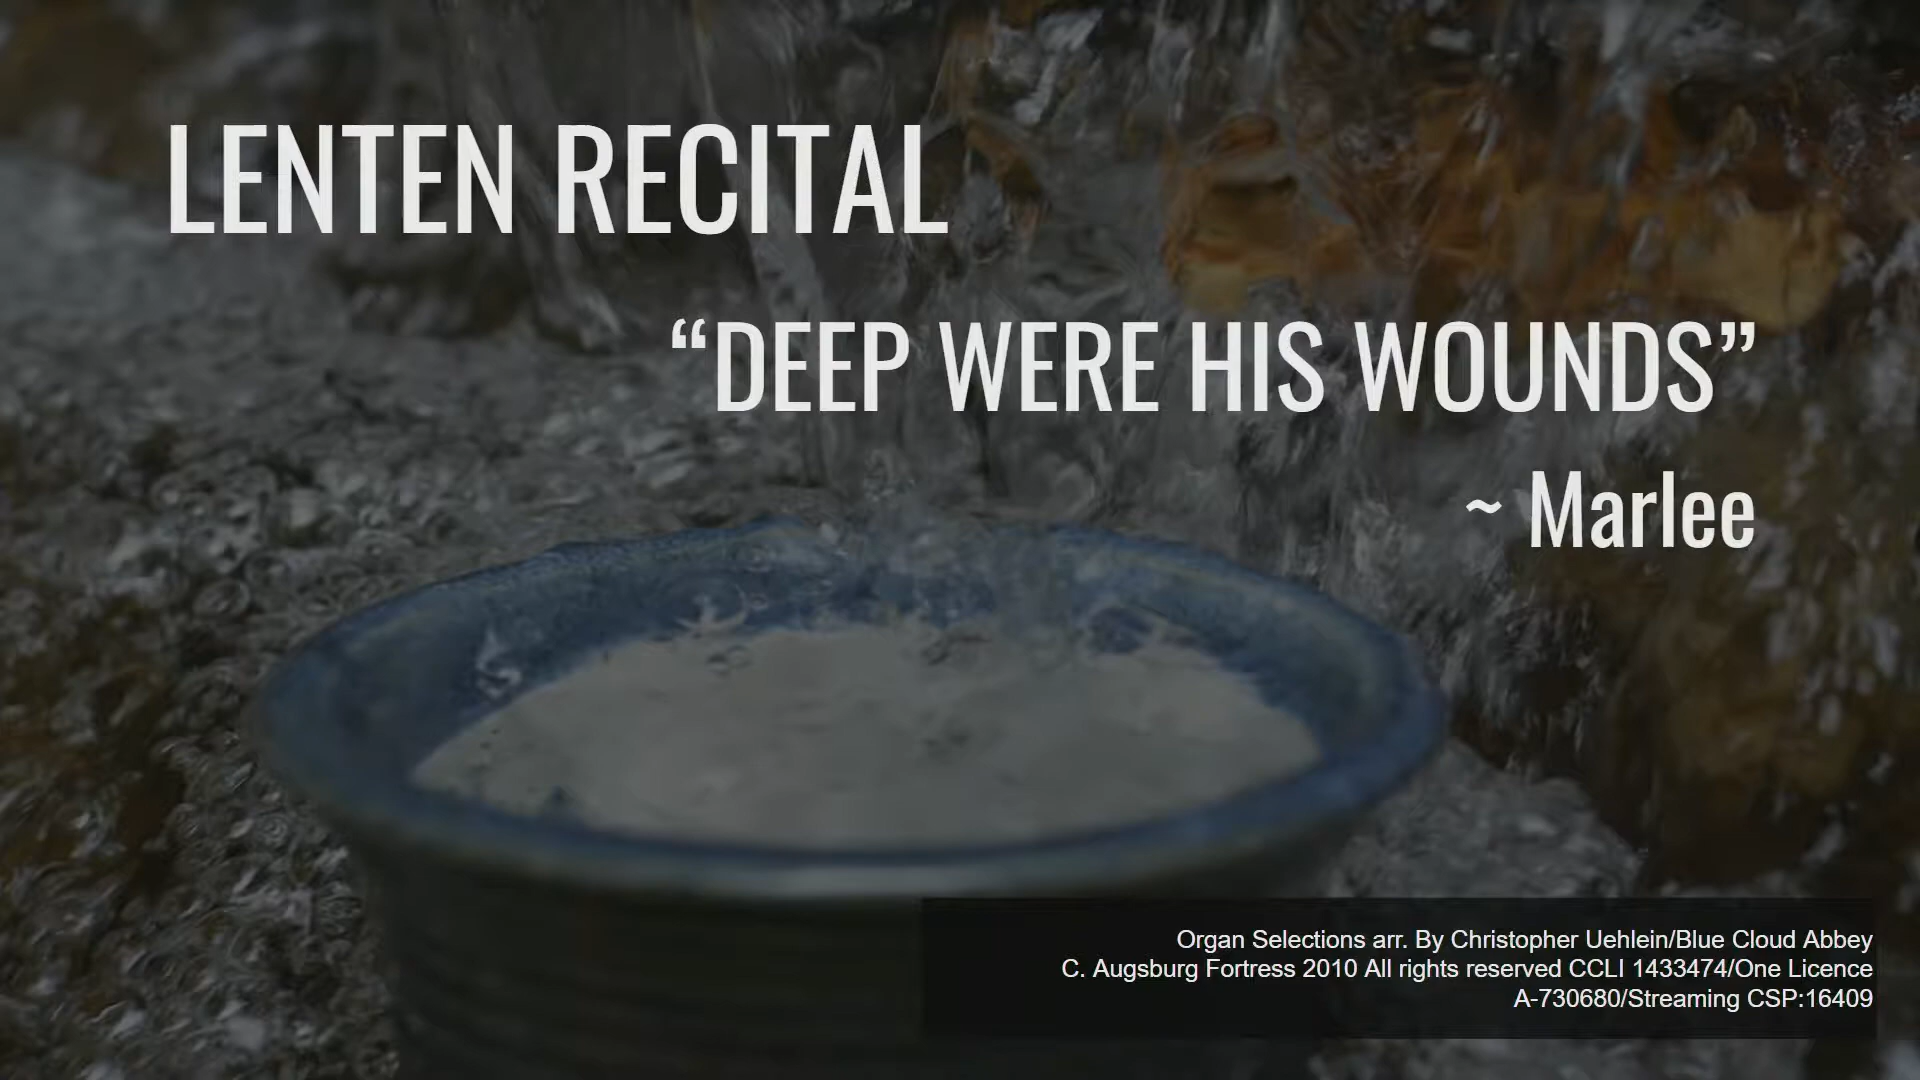 LENTEN RECITAL
“DEEP WERE HIS WOUNDS”
~ Marlee
Organ Selections arr. By Christopher Uehlein/Blue Cloud Abbey
C. Augsburg Fortress 2010 All rights reserved CCLI 1433474/One Licence
A-730680/Streaming CSP:16409